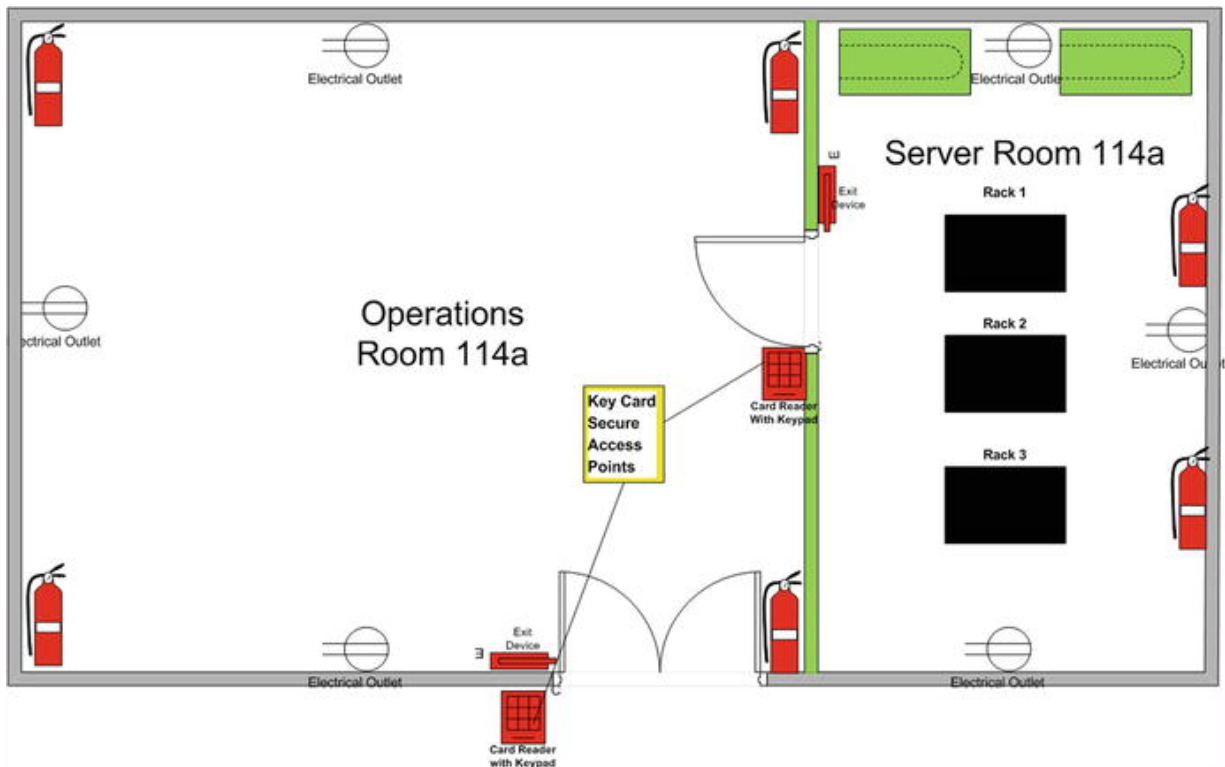 Electrical Outlet
Electrical Outle
Server Room 114a
E
Exit
Device
Rack 1
Operations
Room 114a
ectrical Outlet
Rack 2
Electrical Outlet
Key Card
Secure
Access
Points
Card Reader
With Keypad
Rack 3
Exit
Device
E
Electrical Outlet
Electrical Outlet
Card Reader
with Keypad